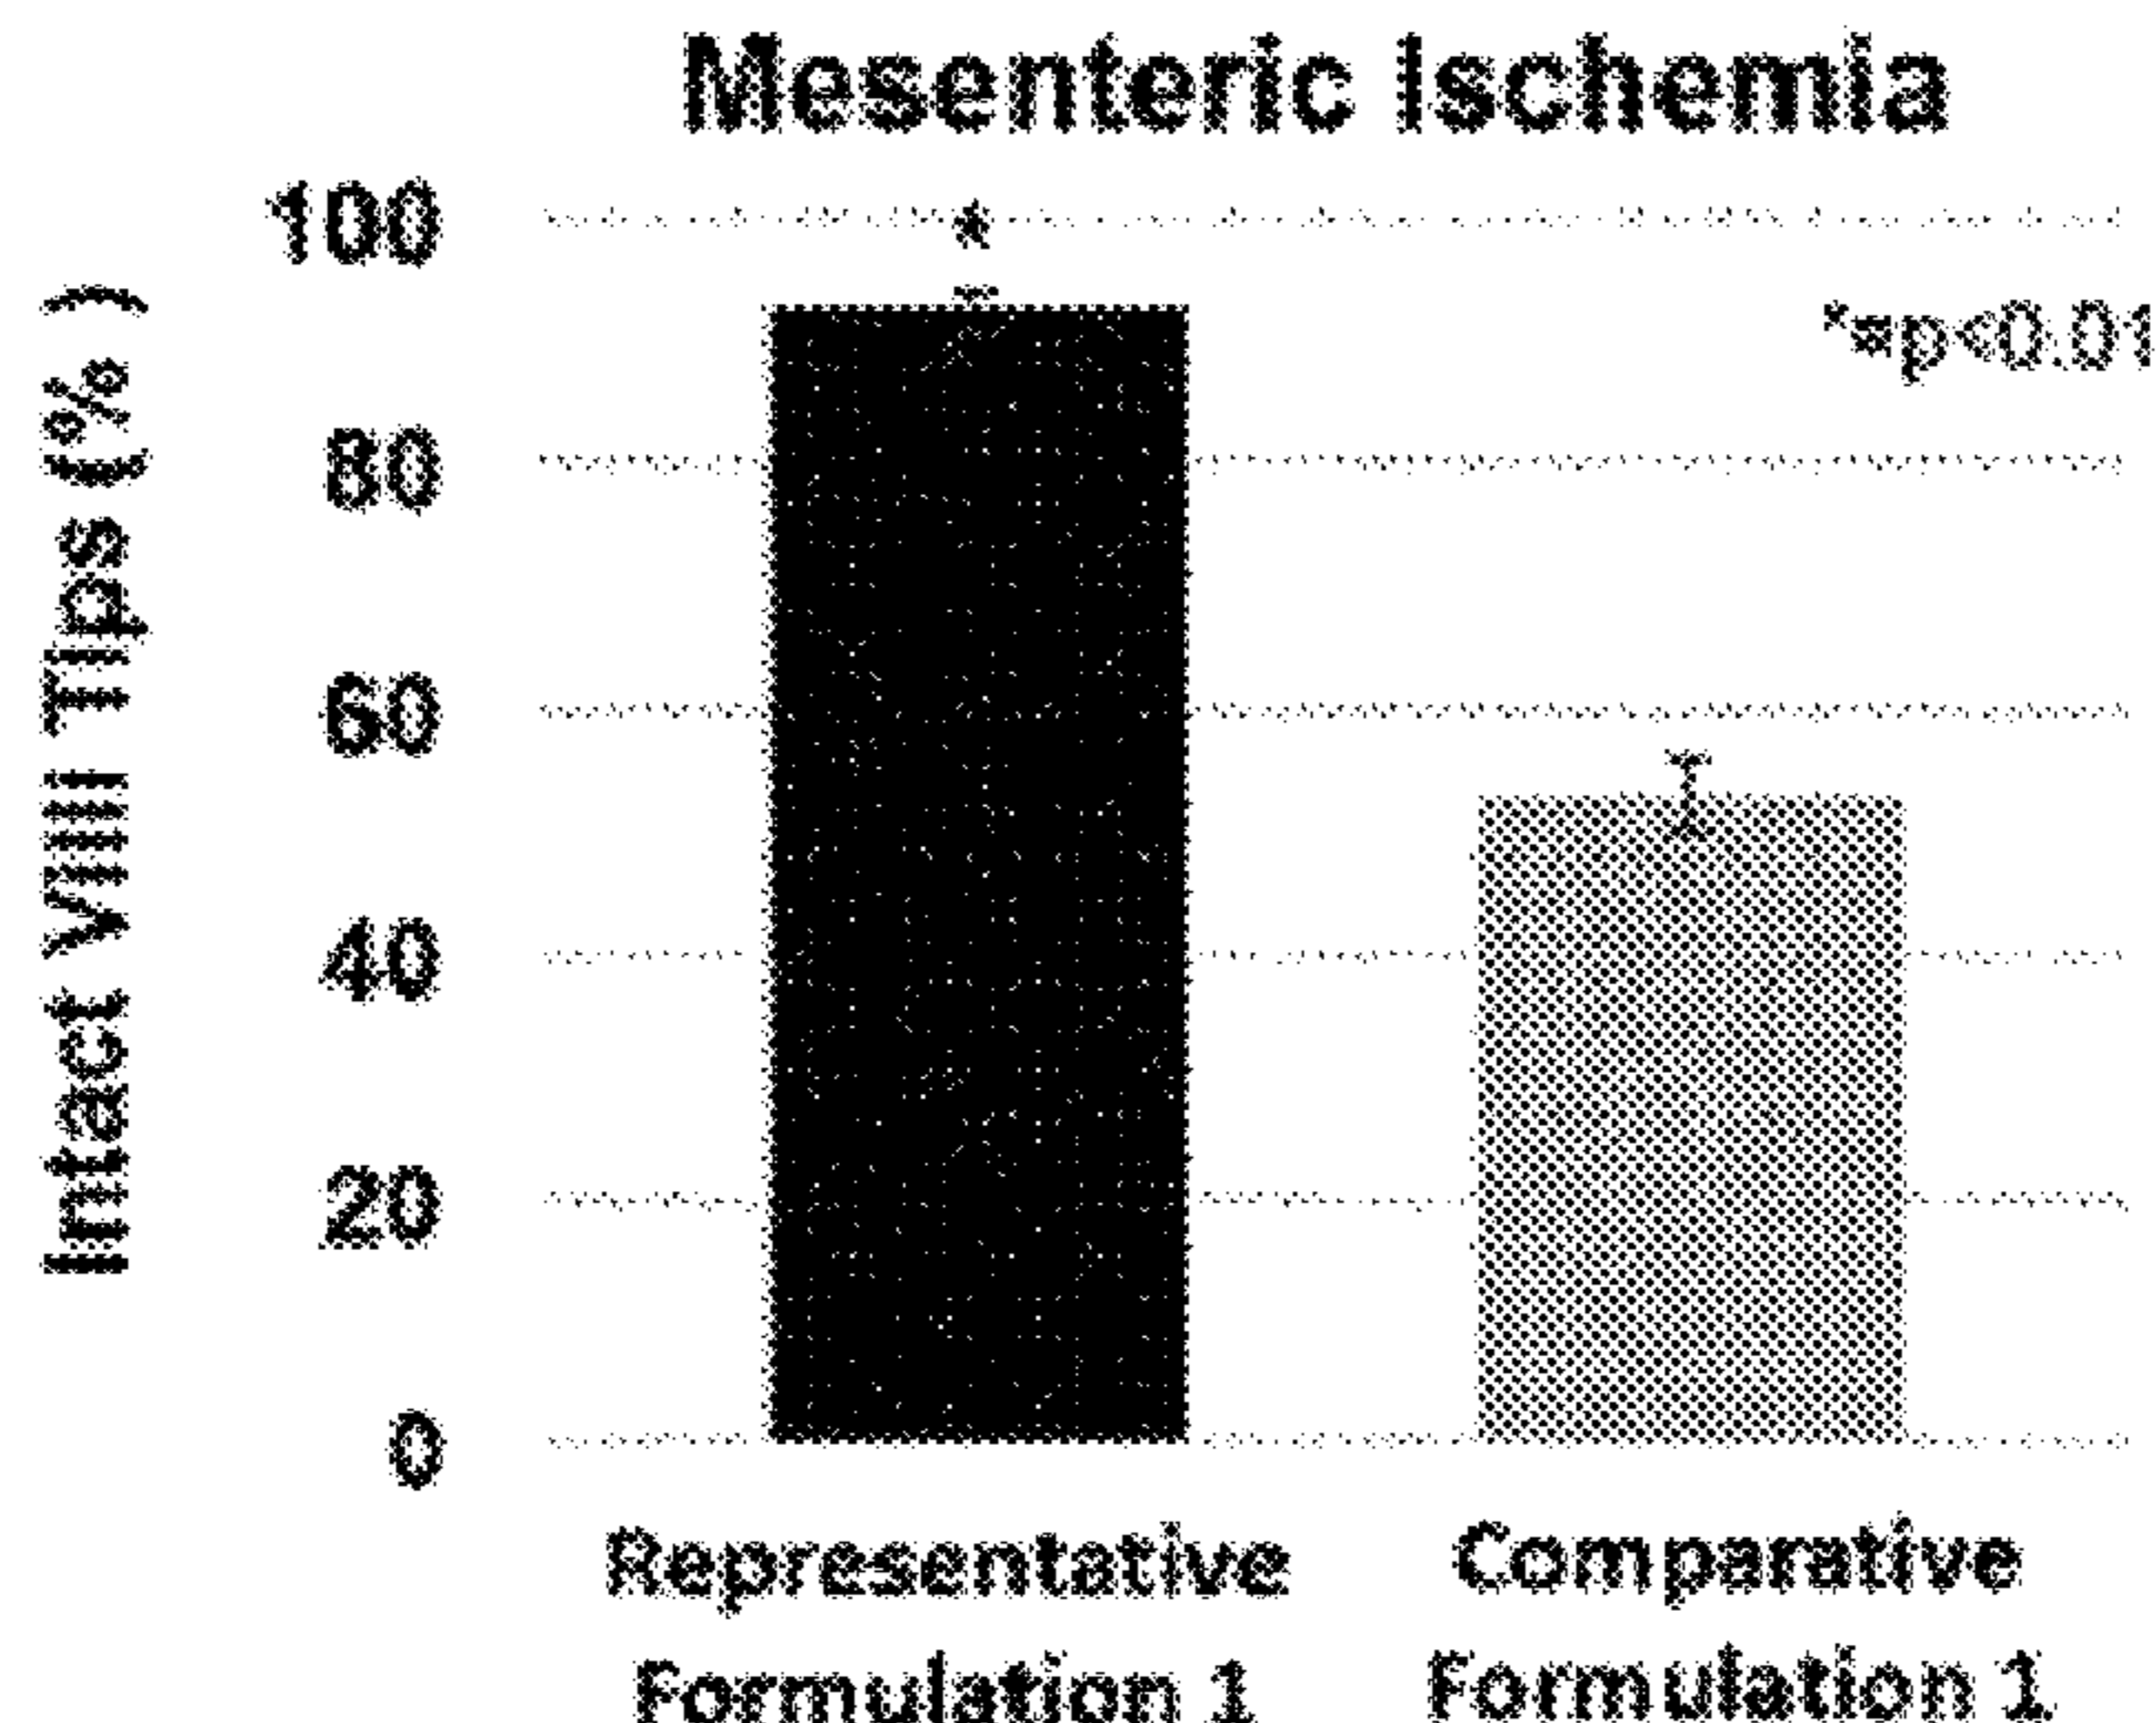 Mesenteric Ischemia
Intact Villi Tips (% )
100
80
60
40
20
0
*
*=p<0.01
Representative
Formulation 1
Comparative
Formulation 1